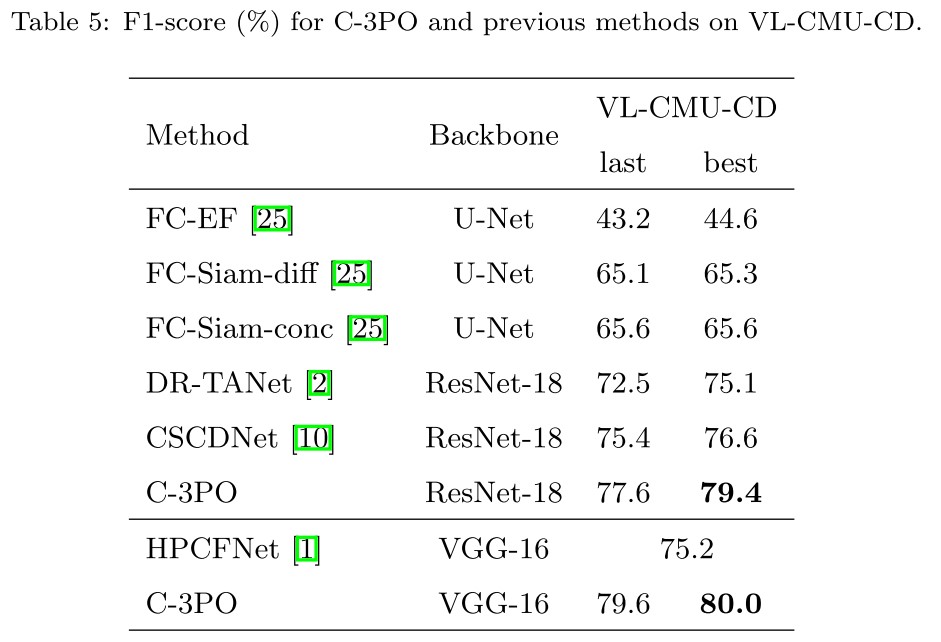 Table 5: F1-score (%) for C-3PO and previous methods on VL-CMU-CD.
Method Backbone VL-CMU-CD
last best
FC-EF [25] U-Net 43.2 44.6
FC-Siam-diff [25] U-Net 65.1 65.3
FC-Siam-conc [25] U-Net 65.6 65.6
DR-TANet [2] ResNet-18 72.5 75.1
CSCDNet [10] ResNet-18 75.4 76.6
C-3PO ResNet-18 77.6 79.4
HPCFNet [1] VGG-16 75.2
C-3PO VGG-16 79.6 80.0